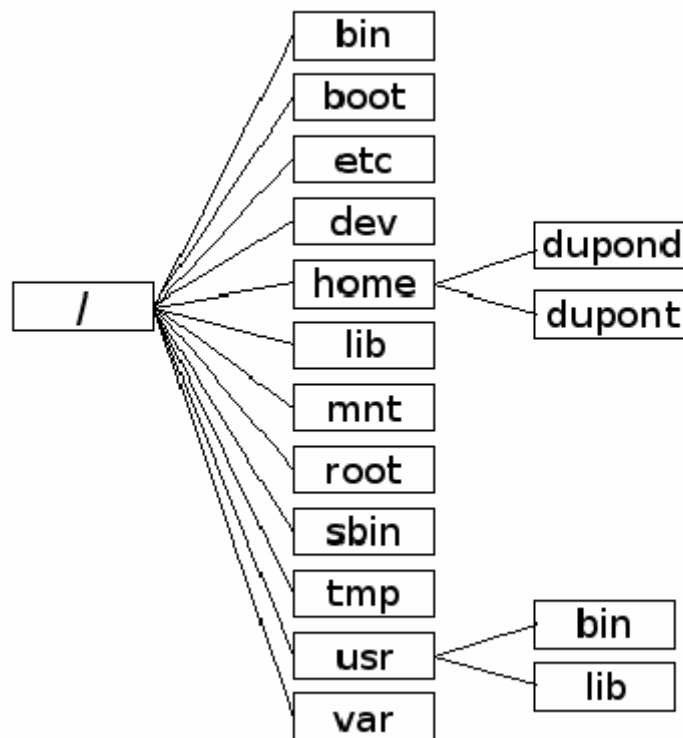 bin
boot
etc
dev
dupond
/
home
dupont
lib
mnt
root
sbin
tmp
bin
usr
lib
var